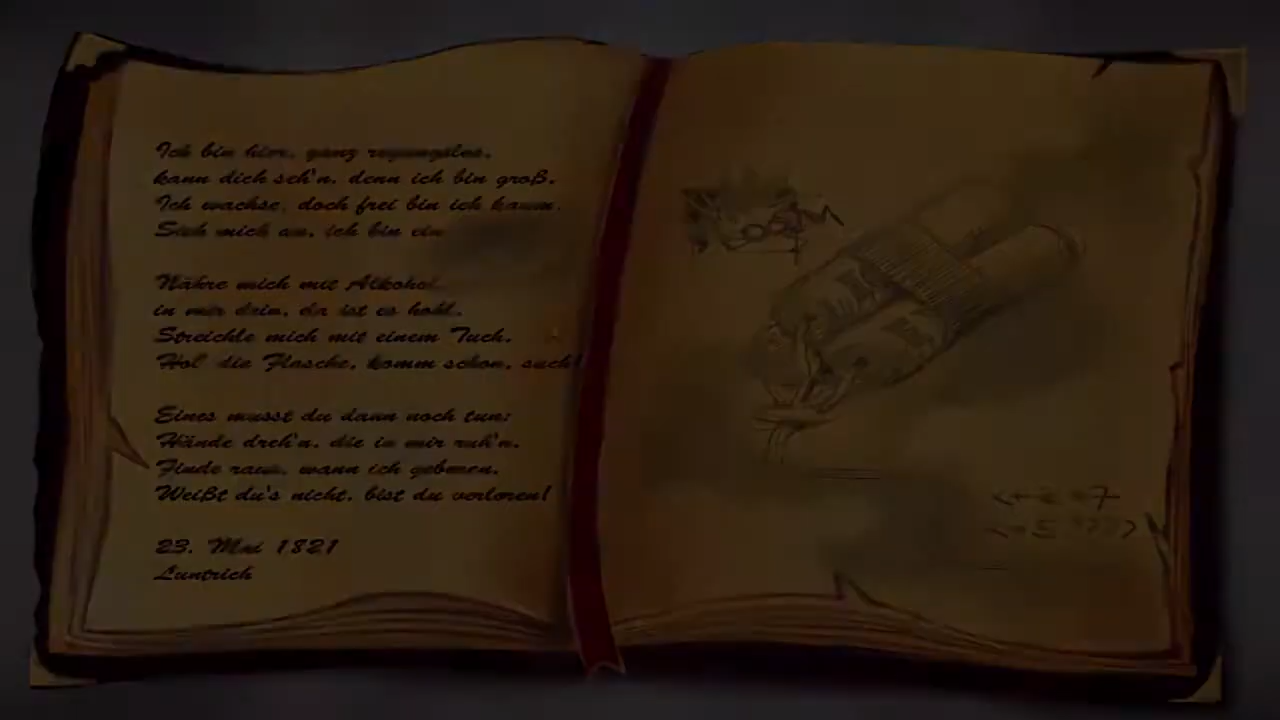 Ich bin hier, ganz regungslos,
kann dich seh'n, denn ich bin groß.
Ich wachse, doch frei bin ich kaum.
Sieh mich an, ich bin ein
Nähre mich mit Alkohol,
in mir drin, da ist es hohl.
Streichle mich mit einem Tuch.
Hol' die Flasche, komm schon, such!
Eines musst du dann noch tun:
Hände dreh'n, die in mir ruh'n.
Finde raus, wann ich geboren.
Weißt du's nicht, bist du verloren!
23. Mai 1821
Luntrich